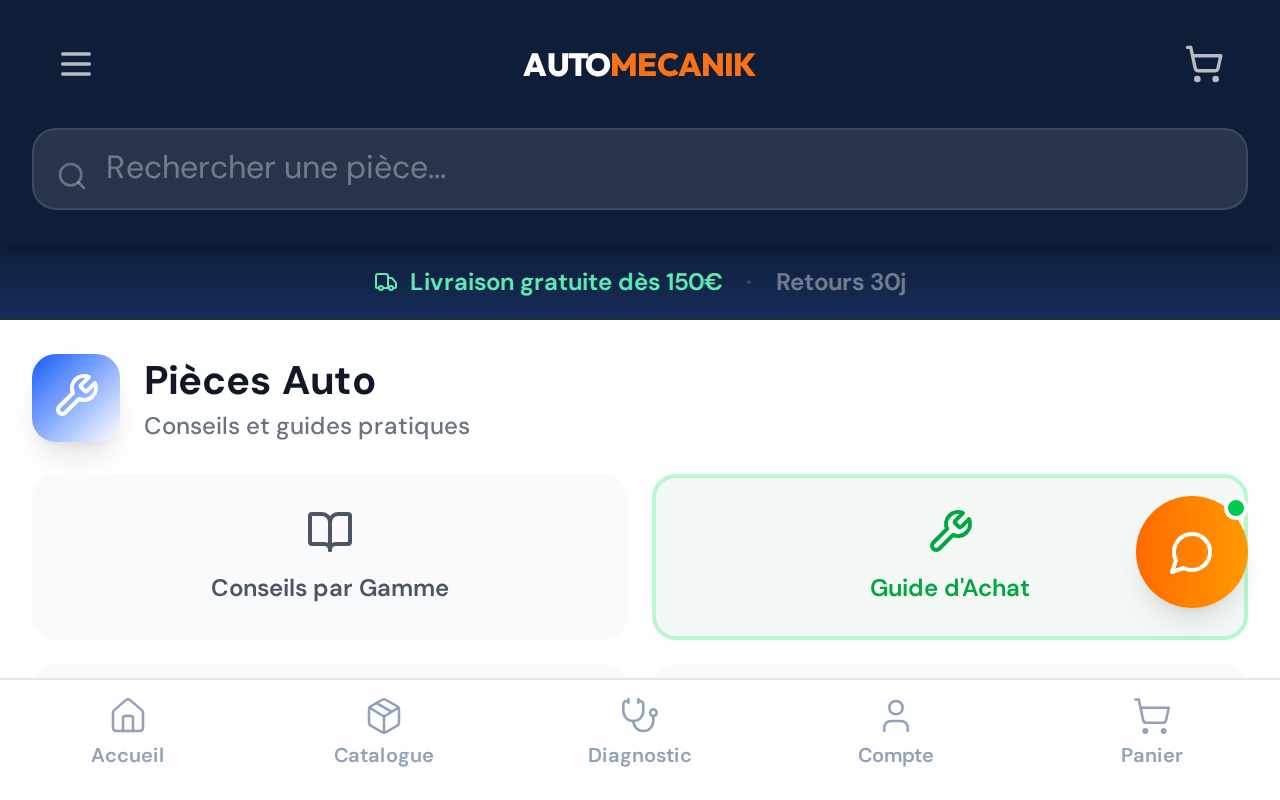 AUTOMECANIK
Rechercher une pièce...
Livraison gratuite dès 150€ · Retours 30j
Pièces Auto
Conseils et guides pratiques
Conseils par Gamme
Guide d'Achat
Accueil
Catalogue
Diagnostic
Compte
Panier